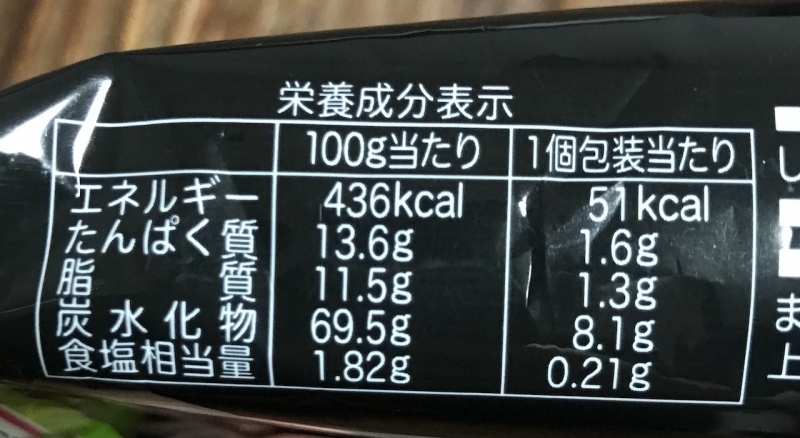 栄養成分表示
100g当たり 1個包装当たり
エネルギー 436kcal 51kcal
たんぱく質 13.6g 1.6g
脂質 11.5g 1.3g
炭水化物 69.5g 8.1g
食塩相当量 1.82g 0.21g
ま
上